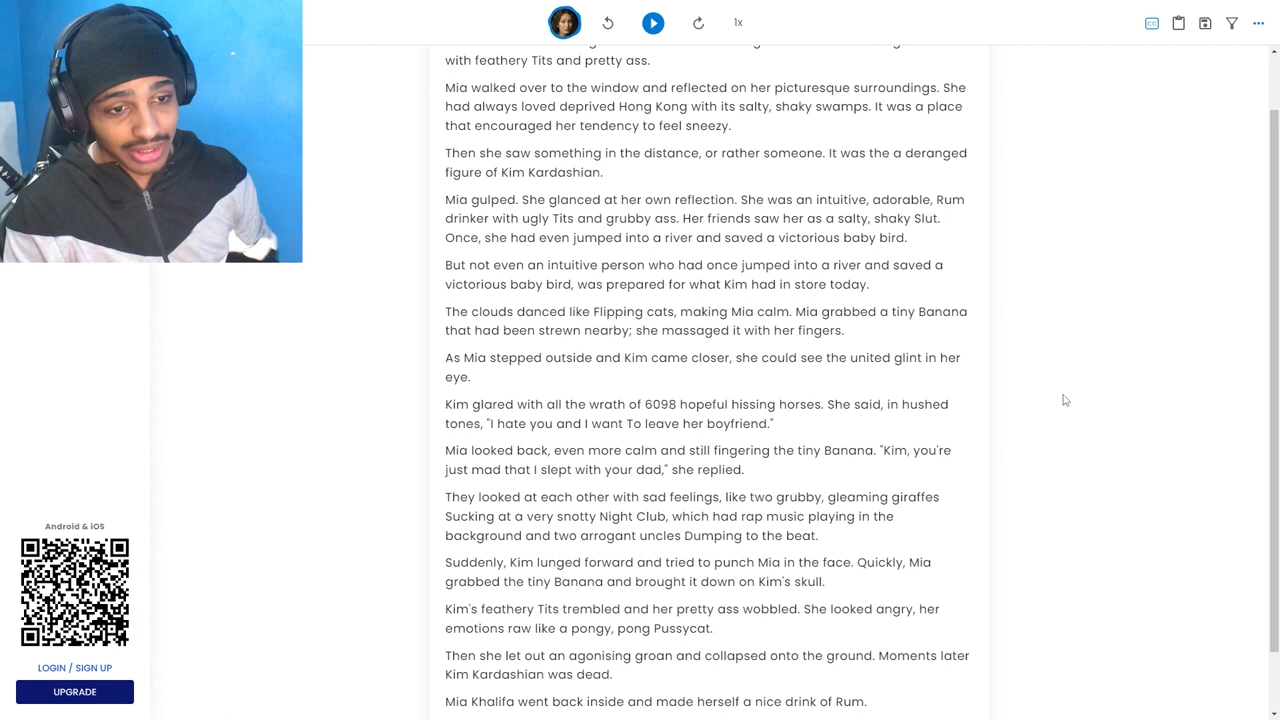 1x
CC
with feathery Tits and pretty ass.
Mia walked over to the window and reflected on her picturesque surroundings. She
had always loved deprived Hong Kong with its salty, shaky swamps. It was a place
that encouraged her tendency to feel sneezy.
Then she saw something in the distance, or rather someone. It was the a deranged
figure of Kim Kardashian.
Mia gulped. She glanced at her own reflection. She was an intuitive, adorable, Rum
drinker with ugly Tits and grubby ass. Her friends saw her as a salty, shaky Slut.
Once, she had even jumped into a river and saved a victorious baby bird.
But not even an intuitive person who had once jumped into a river and saved a
victorious baby bird, was prepared for what Kim had in store today.
The clouds danced like Flipping cats, making Mia calm. Mia grabbed a tiny Banana
that had been strewn nearby; she massaged it with her fingers.
As Mia stepped outside and Kim came closer, she could see the united glint in her
eye.
Kim glared with all the wrath of 6098 hopeful hissing horses. She said, in hushed
tones, "I hate you and I want To leave her boyfriend."
Mia looked back, even more calm and still fingering the tiny Banana. "Kim, you're
just mad that I slept with your dad," she replied.
They looked at each other with sad feelings, like two grubby, gleaming giraffes
Sucking at a very snotty Night Club, which had rap music playing in the
background and two arrogant uncles Dumping to the beat.
Suddenly, Kim lunged forward and tried to punch Mia in the face. Quickly, Mia
grabbed the tiny Banana and brought it down on Kim's skull.
Kim's feathery Tits trembled and her pretty ass wobbled. She looked angry, her
emotions raw like a pongy, pong Pussycat.
Then she let out an agonising groan and collapsed onto the ground. Moments later
Kim Kardashian was dead.
Mia Khalifa went back inside and made herself a nice drink of Rum.
Android & iOS
LOGIN / SIGN UP
UPGRADE